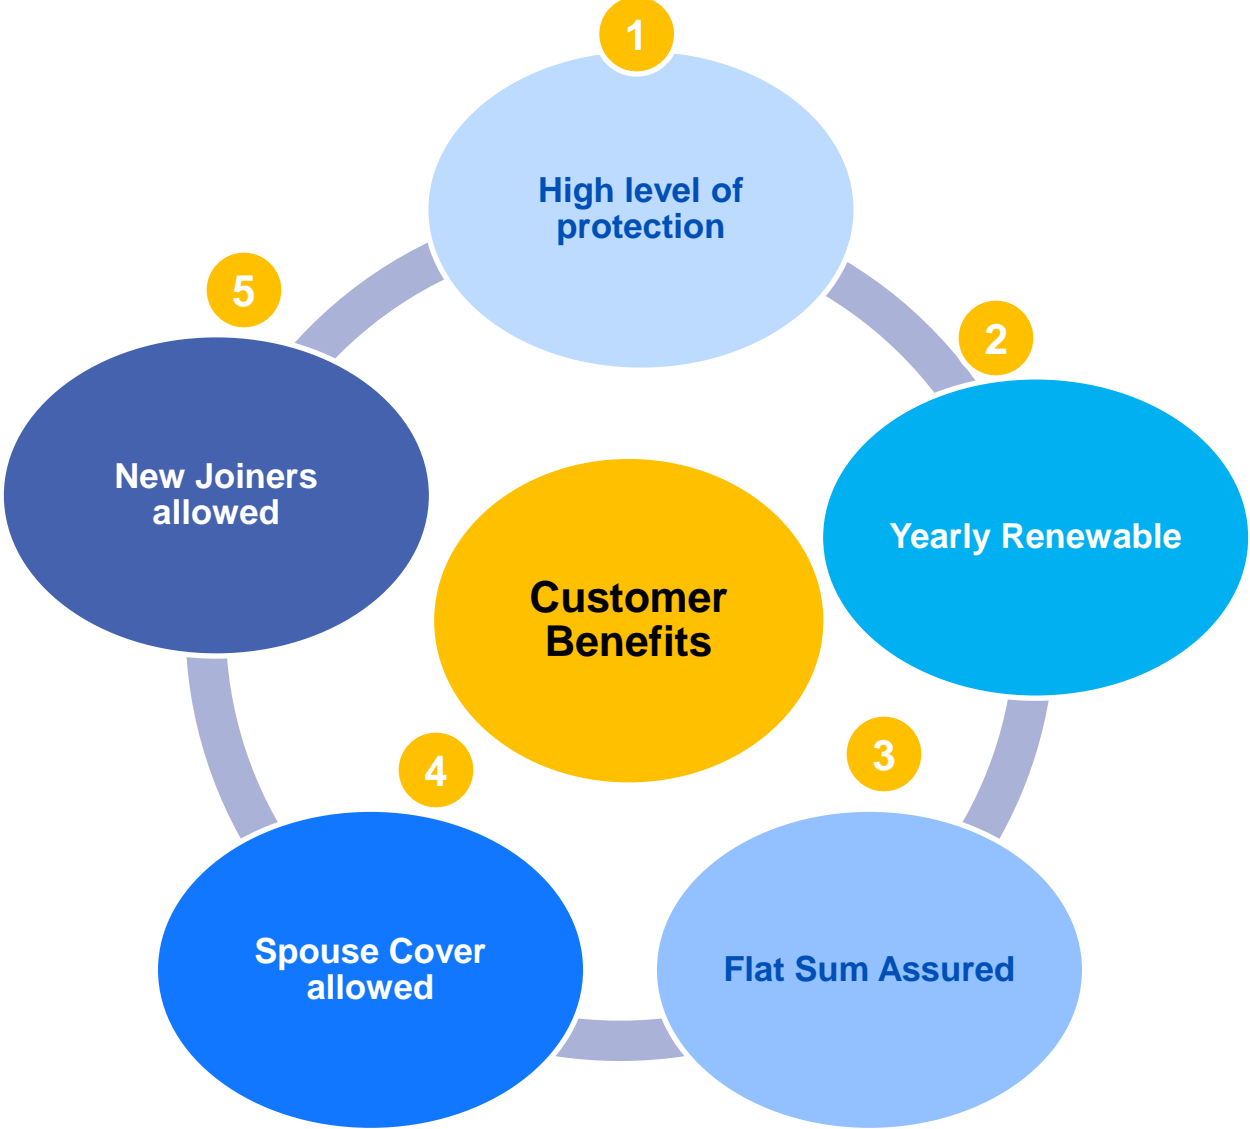 1
High level of
protection
2
Yearly Renewable
3
Flat Sum Assured
4
Spouse Cover
allowed
5
New Joiners
allowed
Customer
Benefits